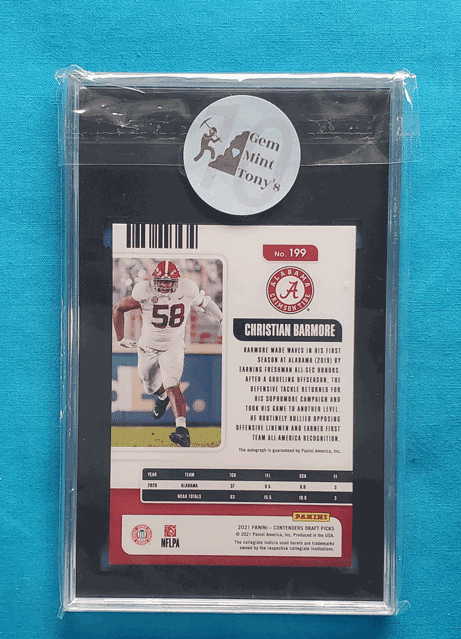 Gem
Mint
Tony's
No. 199
ALABAMA
A
CRIMSON TIDE
58
CHRISTIAN BARMORE
BARMORE MADE WAVES IN HIS FIRST
SEASON AT ALABAMA (2019) BY
EARNING FRESHMAN ALL-SEC HONORS.
AFTER A GRUELING OFFSEASON, THE
DEFENSIVE TACKLE RETURNED FOR
HIS SOPHOMORE CAMPAIGN AND
TOOK HIS GAME TO ANOTHER LEVEL.
HE ROUTINELY BULLIED OPPOSING
OFFENSIVE LINEMEN AND EARNED FIRST
TEAM ALL-AMERICA RECOGNITION.
The autograph is guaranteed by Panini America, Inc.
YEAR TEAM TCK TFL SCK FF
2020 ALABAMA 37 9.5 8.0 3
NCAA TOTALS 63 15.5 10.0 3
PANINI
NFLPA
2021 PANINI – CONTENDERS DRAFT PICKS
© 2021 Panini America, Inc. Produced in the USA.
The collegiate indicia used herein are trademarks
owned by the respective collegiate institutions.